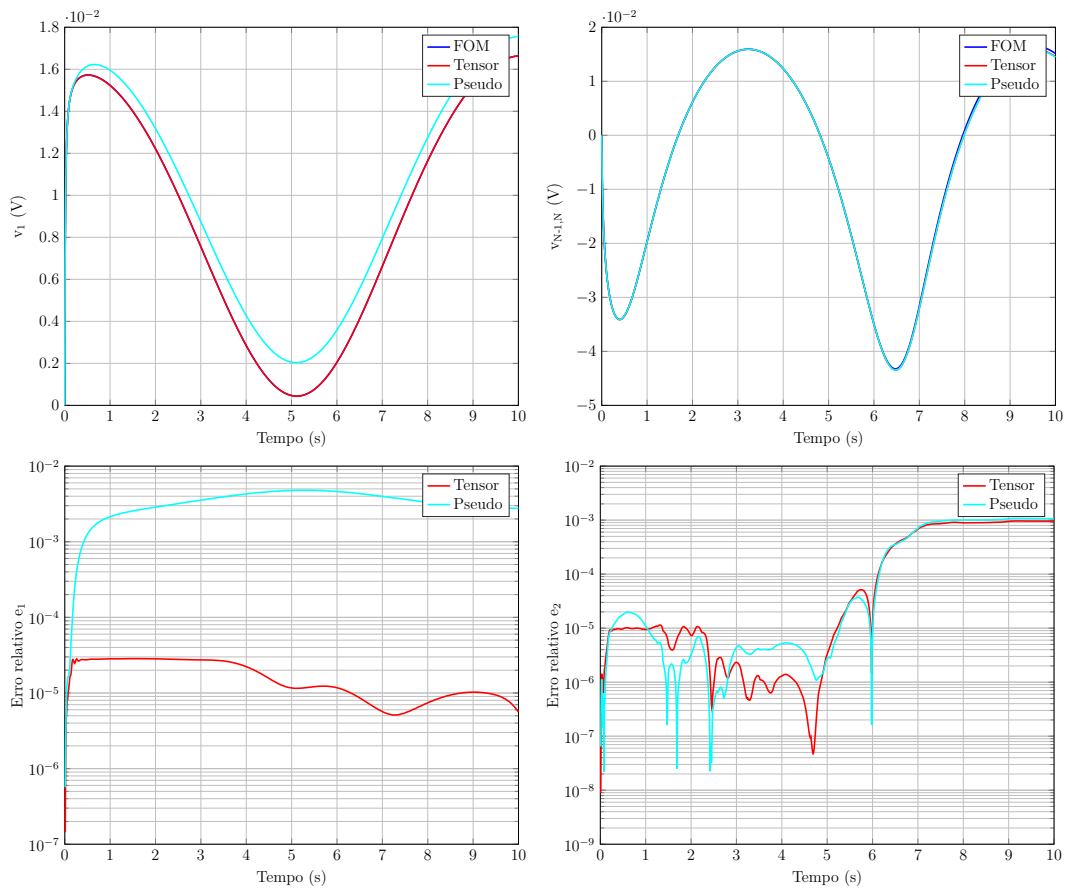 ·10⁻²
1.8
1.6
1.4
1.2
1
0.8
0.6
0.4
0.2
0
v₁ (V)
FOM
Tensor
Pseudo
0 1 2 3 4 5 6 7 8 9 10
Tempo (s)
·10⁻²
2
1
0
−1
−2
−3
−4
−5
v_{N-1,N} (V)
FOM
Tensor
Pseudo
0 1 2 3 4 5 6 7 8 9 10
Tempo (s)
10⁻²
10⁻³
10⁻⁴
10⁻⁵
10⁻⁶
10⁻⁷
Erro relativo e₁
Tensor
Pseudo
0 1 2 3 4 5 6 7 8 9 10
Tempo (s)
10⁻²
10⁻³
10⁻⁴
10⁻⁵
10⁻⁶
10⁻⁷
10⁻⁸
10⁻⁹
Erro relativo e₂
Tensor
Pseudo
0 1 2 3 4 5 6 7 8 9 10
Tempo (s)